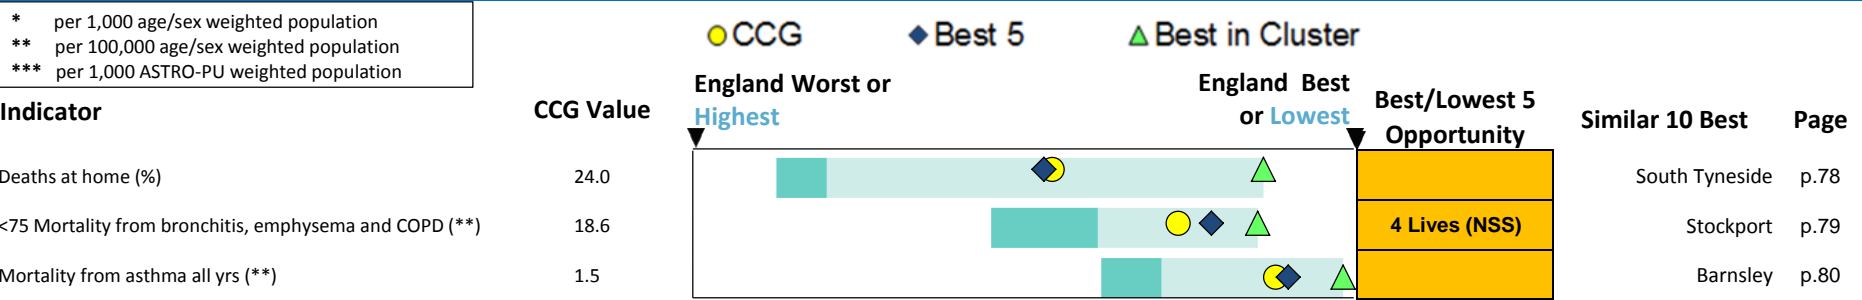 * per 1,000 age/sex weighted population
** per 100,000 age/sex weighted population
*** per 1,000 ASTRO-PU weighted population
CCG Best 5 Best in Cluster
Indicator
CCG Value
England Worst or
Highest
England Best
or Lowest
Best/Lowest 5
Opportunity
Similar 10 Best
Page
Deaths at home (%) 24.0 South Tyneside p.78
<75 Mortality from bronchitis, emphysema and COPD (**) 18.6 4 Lives (NSS) Stockport p.79
Mortality from asthma all yrs (**) 1.5 Barnsley p.80